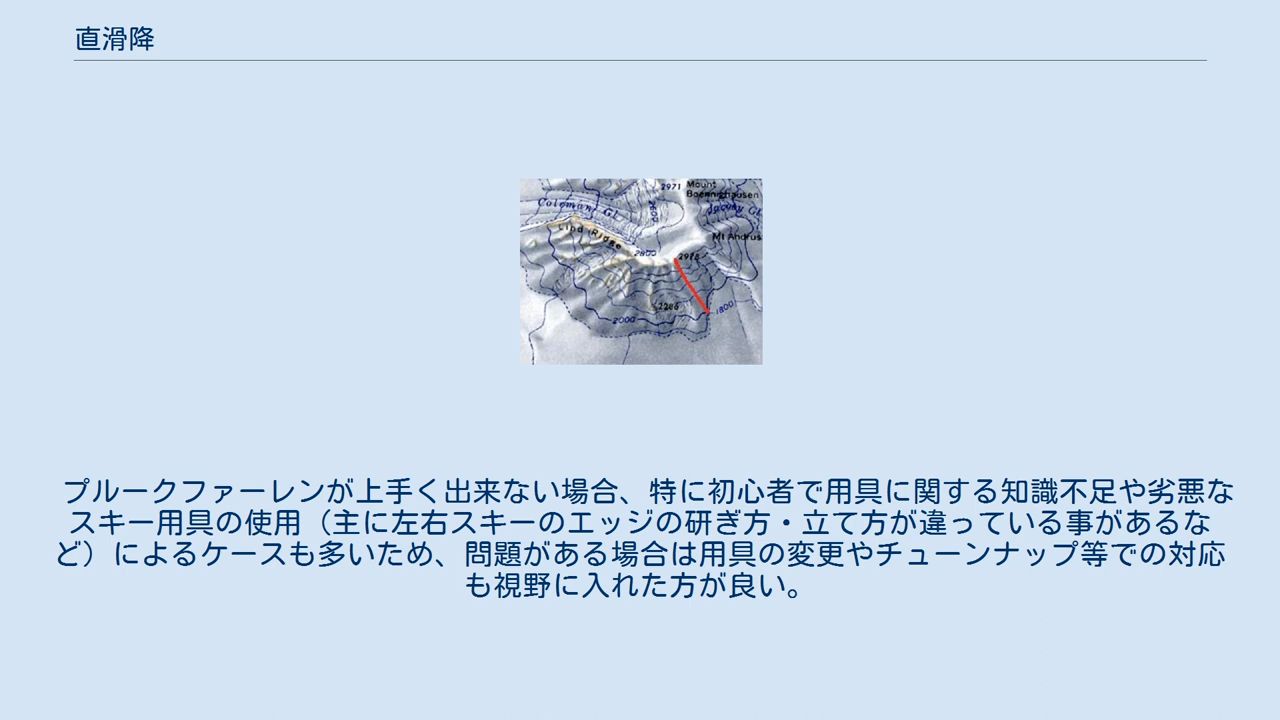 直滑降
2971 Mount
Boennighausen
Coleman Gl.
2600
Jacoby Gl
Lind Ridge
Mt Andrus
2800
2286
2000
1800
プルークファーレンが上手く出来ない場合、特に初心者で用具に関する知識不足や劣悪な
スキー用具の使用（主に左右スキーのエッジの研ぎ方・立て方が違っている事があるな
ど）によるケースも多いため、問題がある場合は用具の変更やチューンナップ等での対応
も視野に入れた方が良い。